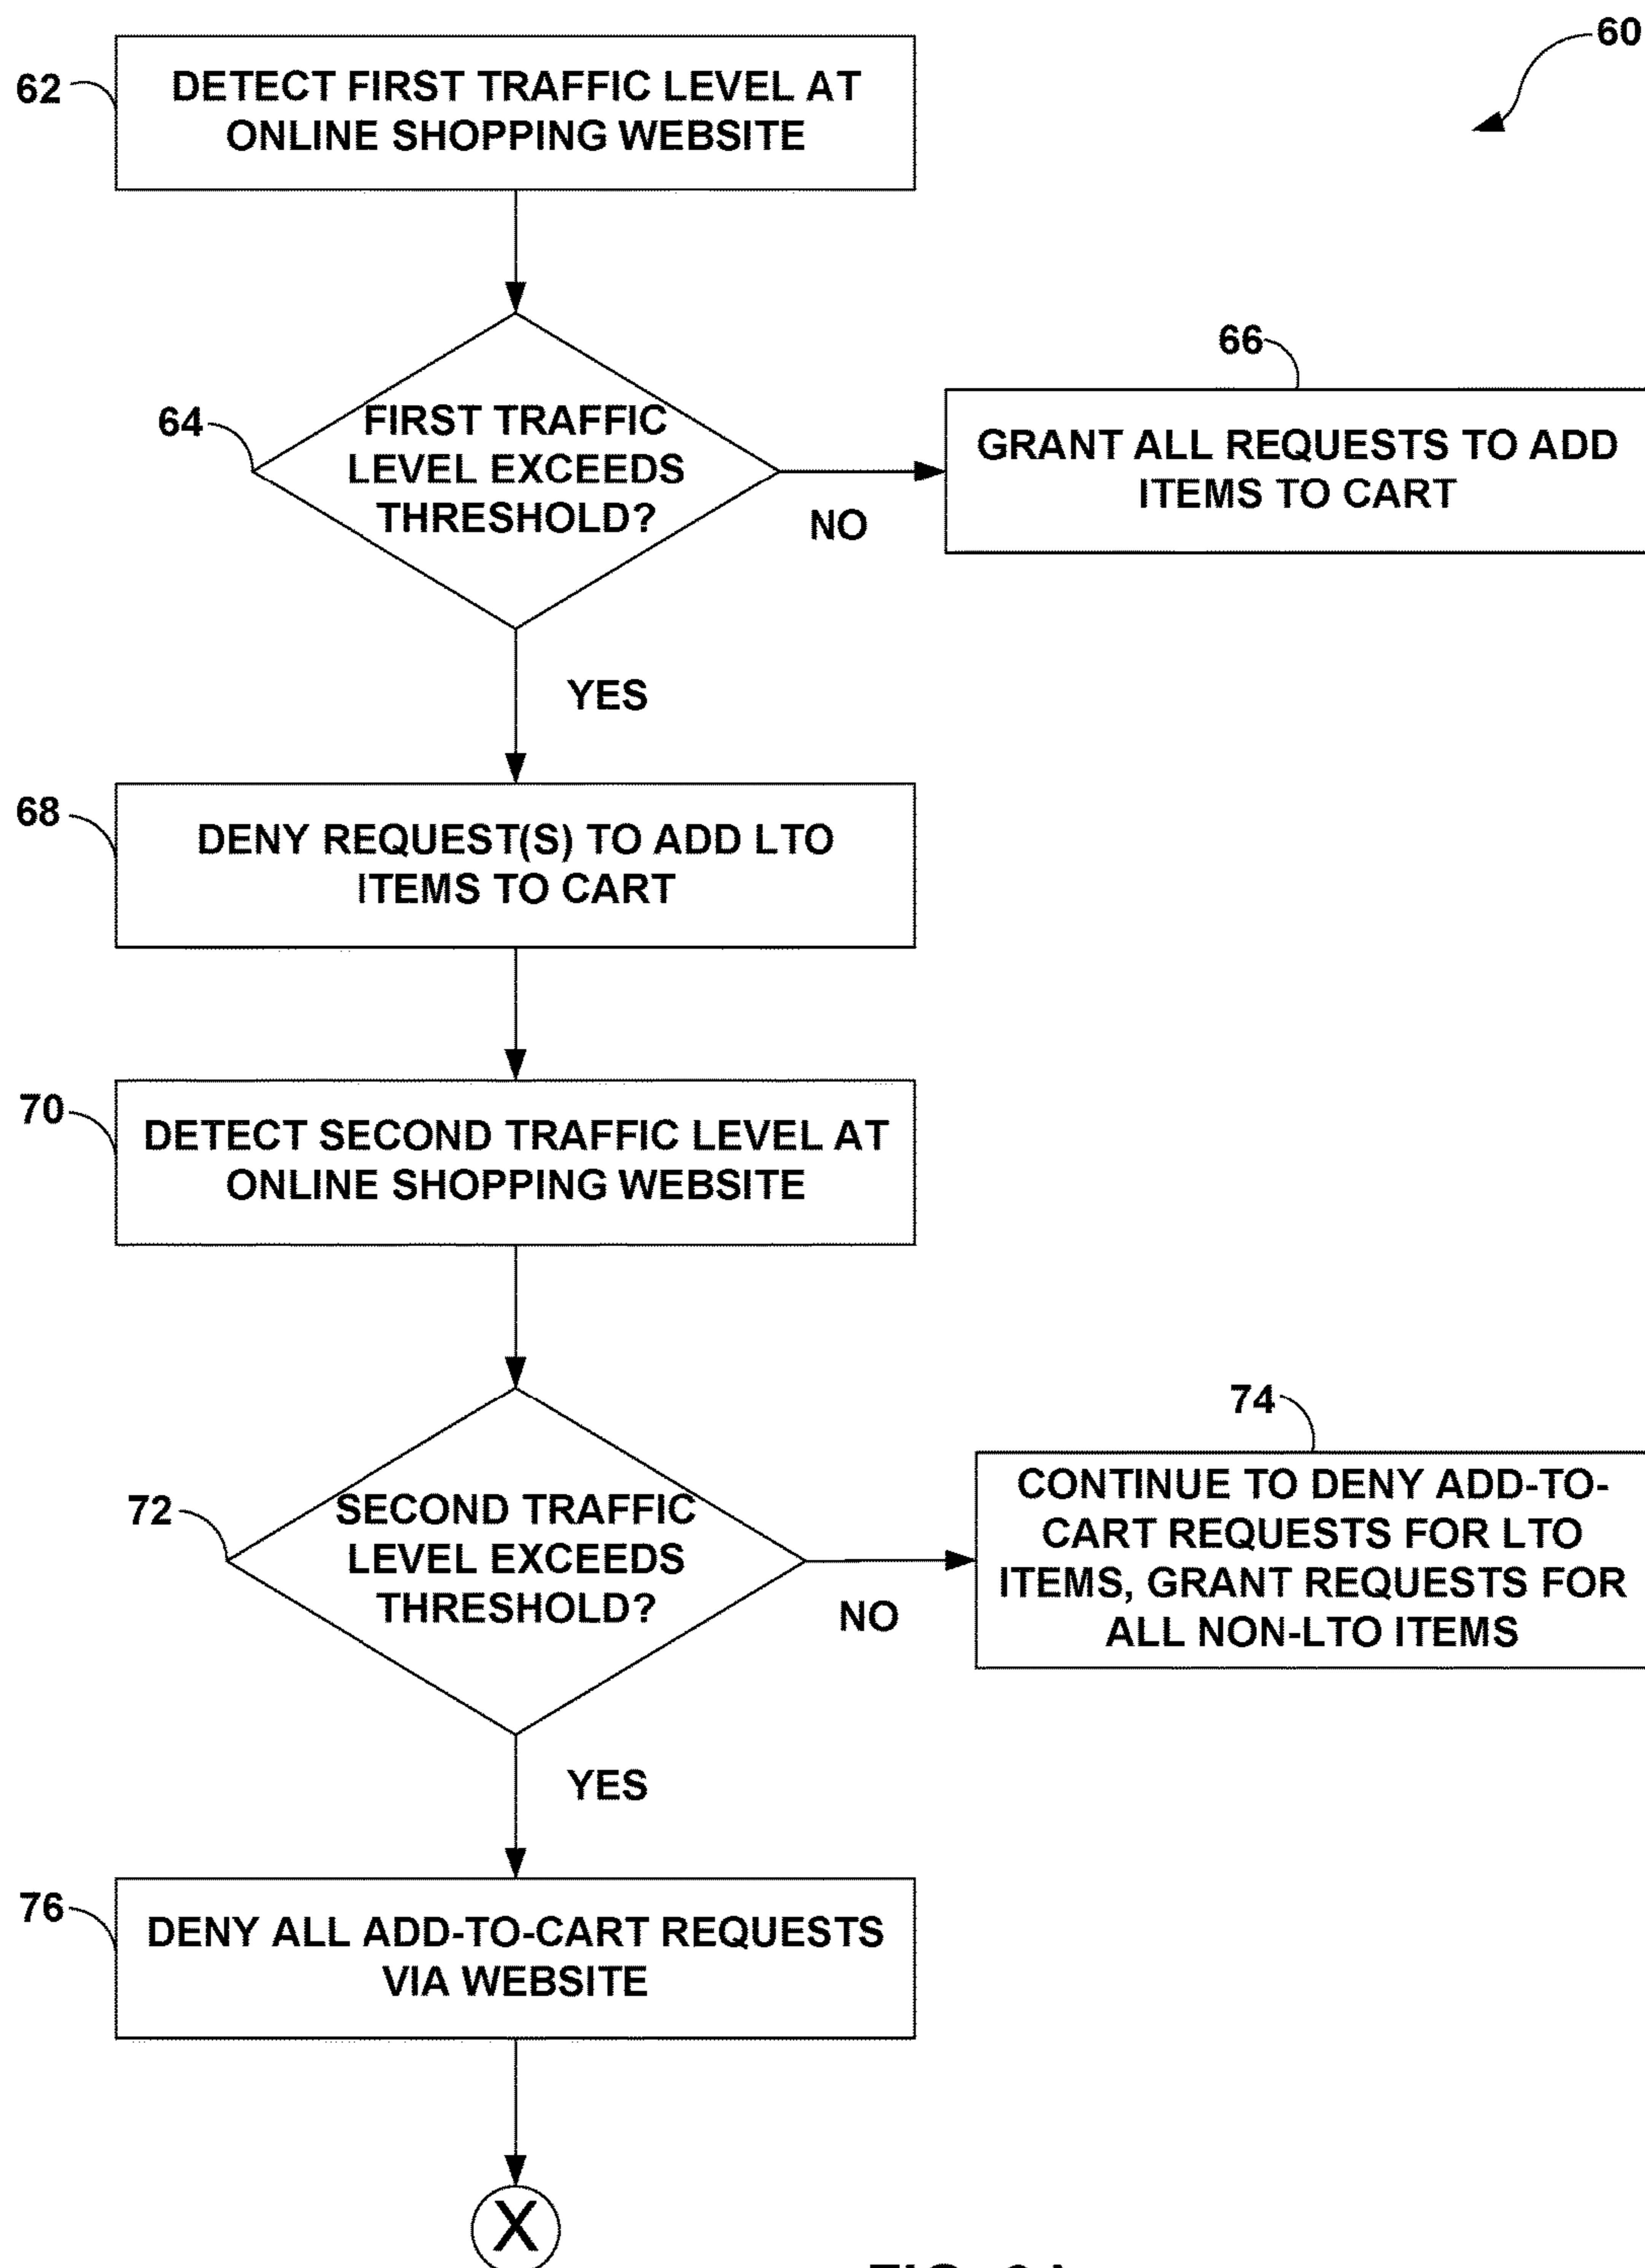 60
62
DETECT FIRST TRAFFIC LEVEL AT
ONLINE SHOPPING WEBSITE
64
FIRST TRAFFIC
LEVEL EXCEEDS
THRESHOLD?
NO
66
GRANT ALL REQUESTS TO ADD
ITEMS TO CART
YES
68
DENY REQUEST(S) TO ADD LTO
ITEMS TO CART
70
DETECT SECOND TRAFFIC LEVEL AT
ONLINE SHOPPING WEBSITE
72
SECOND TRAFFIC
LEVEL EXCEEDS
THRESHOLD?
NO
74
CONTINUE TO DENY ADD-TO-
CART REQUESTS FOR LTO
ITEMS, GRANT REQUESTS FOR
ALL NON-LTO ITEMS
YES
76
DENY ALL ADD-TO-CART REQUESTS
VIA WEBSITE
X